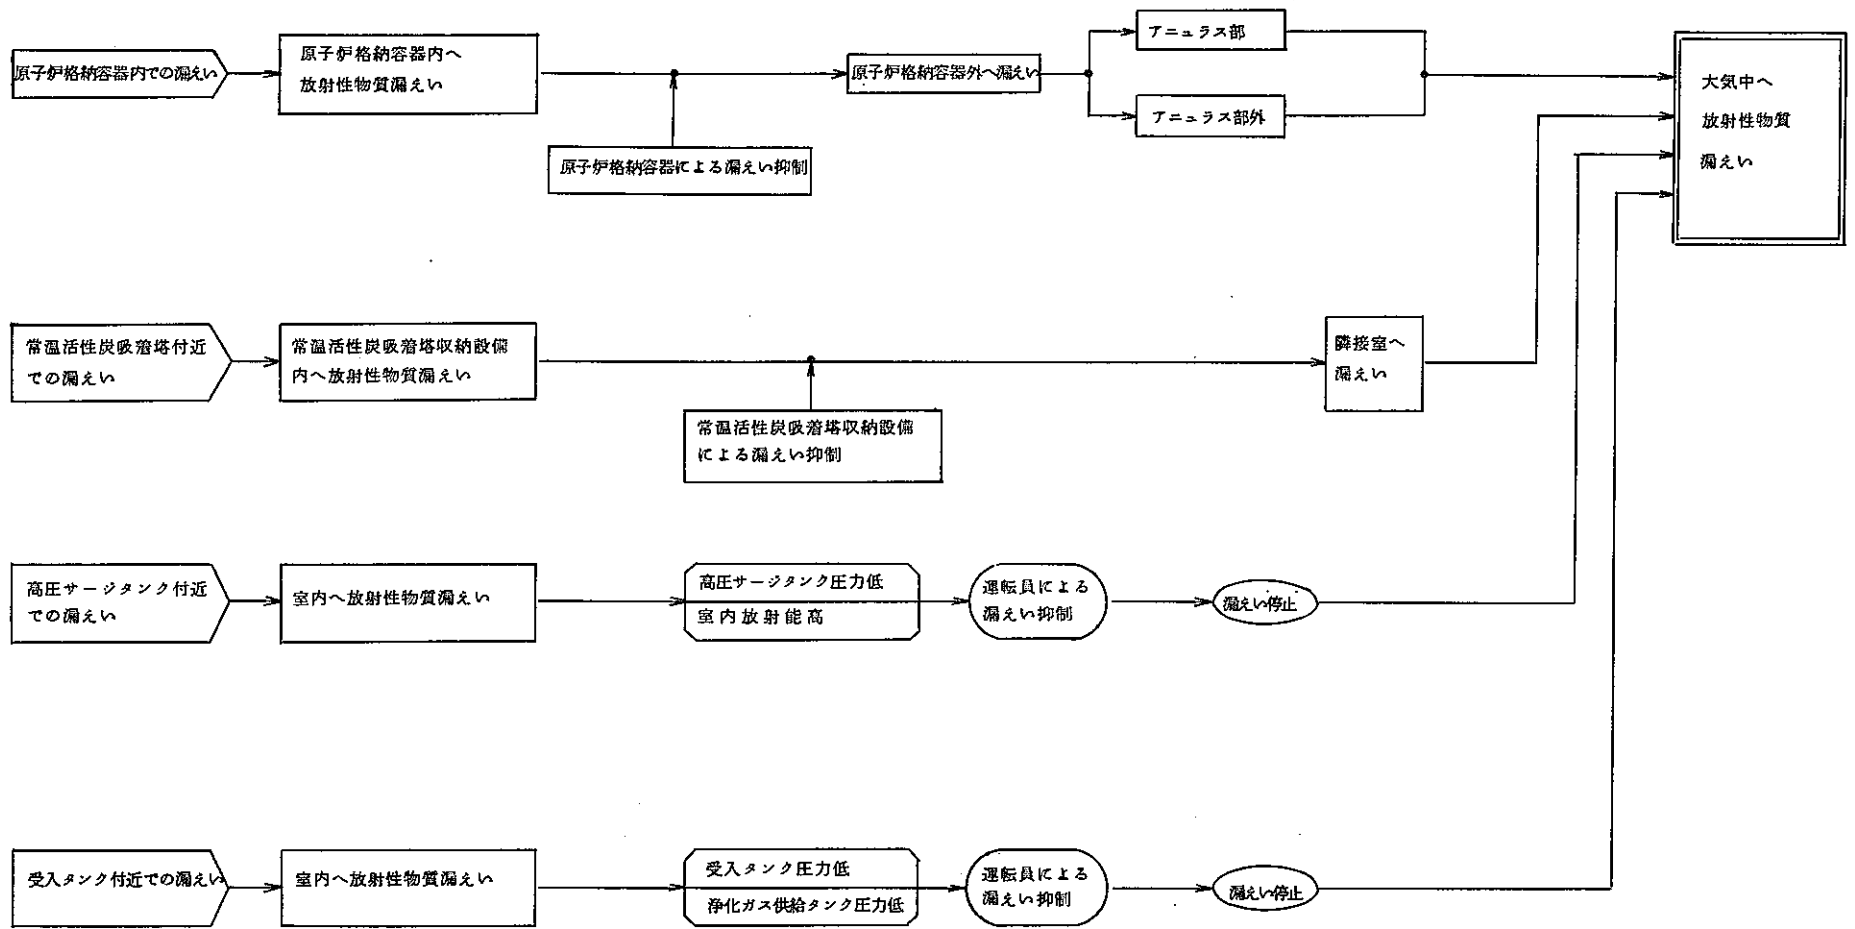 原子炉格納容器内での漏えい
原子炉格納容器内へ
放射性物質漏えい
原子炉格納容器による漏えい抑制
原子炉格納容器外へ漏えい
アニュラス部
アニュラス部外
大気中へ
放射性物質
漏えい
常温活性炭吸着塔付近
での漏えい
常温活性炭吸着塔収納設備
内へ放射性物質漏えい
常温活性炭吸着塔収納設備
による漏えい抑制
隣接室へ
漏えい
高圧サージタンク付近
での漏えい
室内へ放射性物質漏えい
高圧サージタンク圧力低
室内放射能高
運転員による
漏えい抑制
漏えい停止
受入タンク付近での漏えい
室内へ放射性物質漏えい
受入タンク圧力低
浄化ガス供給タンク圧力低
運転員による
漏えい抑制
漏えい停止